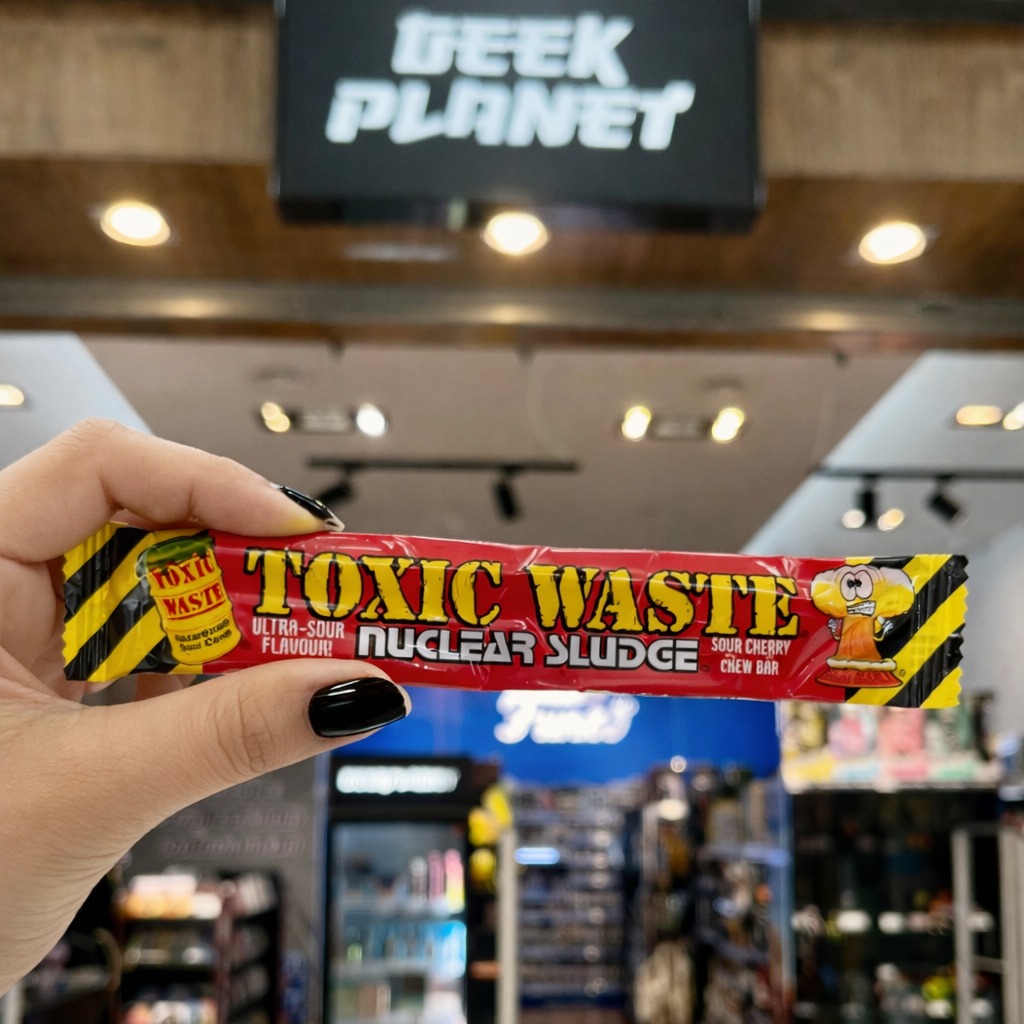 GEEK
PLANET
TOXIC
WASTE
TOXIC WASTE
ULTRA-SOUR
FLAVOUR!
NUCLEAR SLUDGE
SOUR CHERRY
CHEW BAR